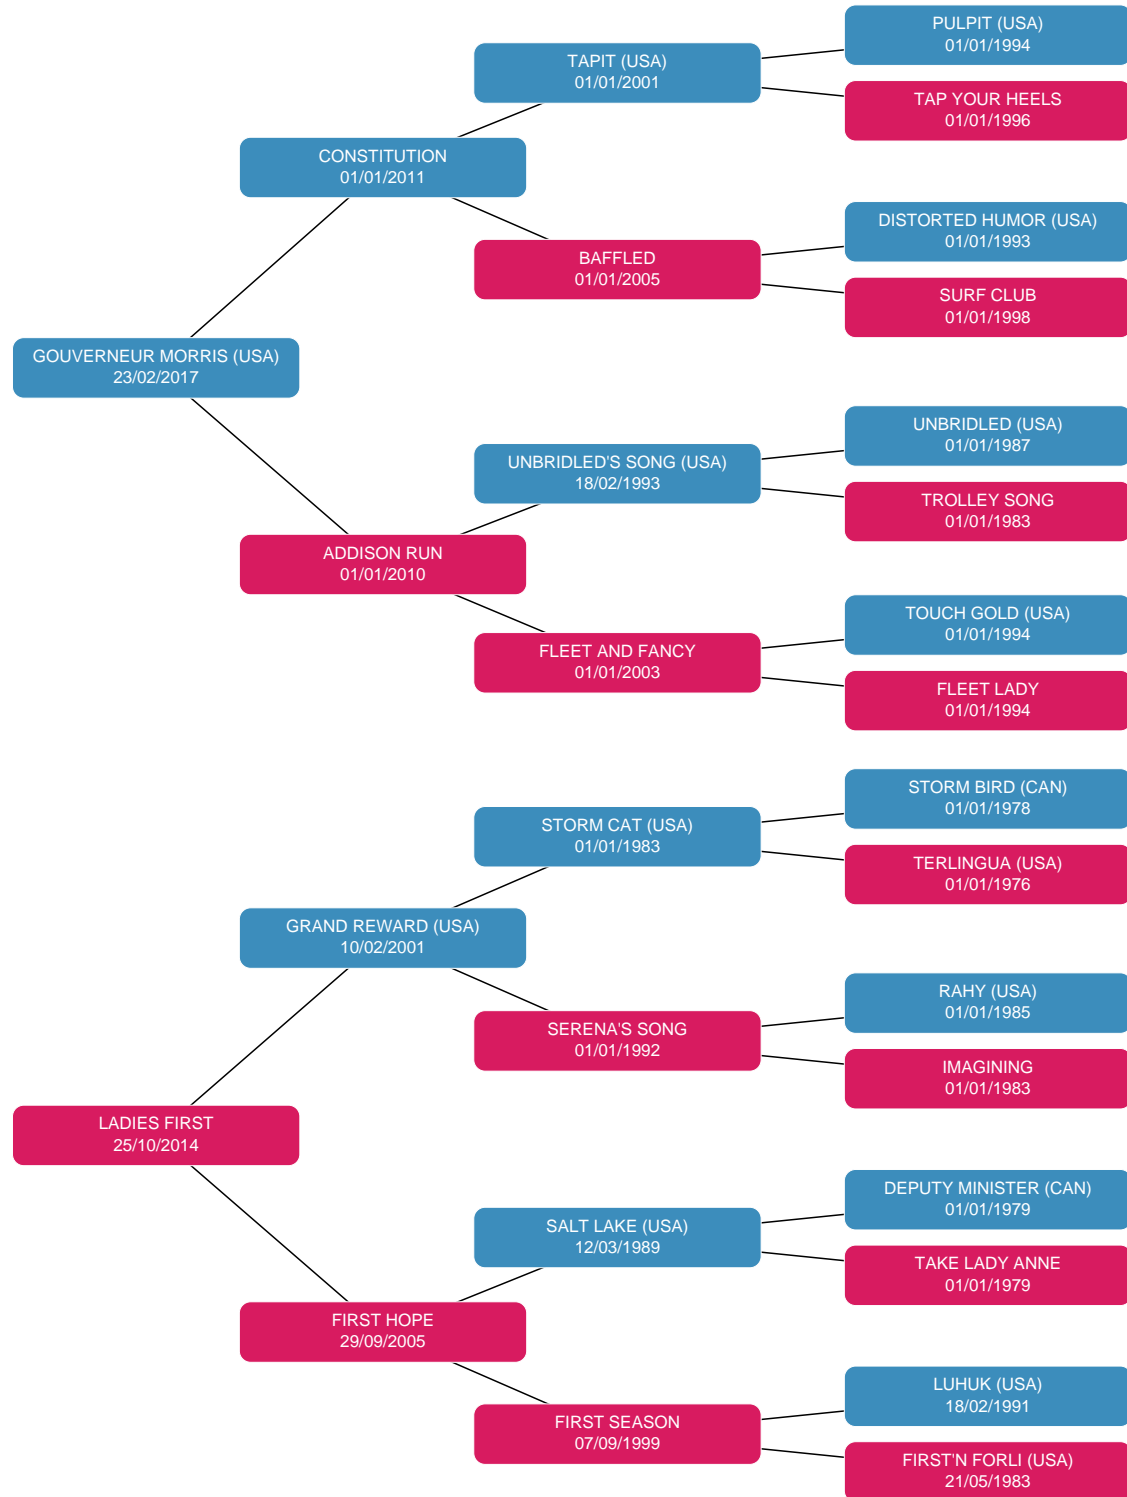 PULPIT (USA)
01/01/1994
TAPIT (USA)
01/01/2001
TAP YOUR HEELS
01/01/1996
CONSTITUTION
01/01/2011
DISTORTED HUMOR (USA)
01/01/1993
BAFFLED
01/01/2005
SURF CLUB
01/01/1998
GOUVERNEUR MORRIS (USA)
23/02/2017
UNBRIDLED (USA)
01/01/1987
UNBRIDLED'S SONG (USA)
18/02/1993
TROLLEY SONG
01/01/1983
ADDISON RUN
01/01/2010
TOUCH GOLD (USA)
01/01/1994
FLEET AND FANCY
01/01/2003
FLEET LADY
01/01/1994
STORM BIRD (CAN)
01/01/1978
STORM CAT (USA)
01/01/1983
TERLINGUA (USA)
01/01/1976
GRAND REWARD (USA)
10/02/2001
RAHY (USA)
01/01/1985
SERENA'S SONG
01/01/1992
IMAGINING
01/01/1983
LADIES FIRST
25/10/2014
DEPUTY MINISTER (CAN)
01/01/1979
SALT LAKE (USA)
12/03/1989
TAKE LADY ANNE
01/01/1979
FIRST HOPE
29/09/2005
LUHUK (USA)
18/02/1991
FIRST SEASON
07/09/1999
FIRST'N FORLI (USA)
21/05/1983